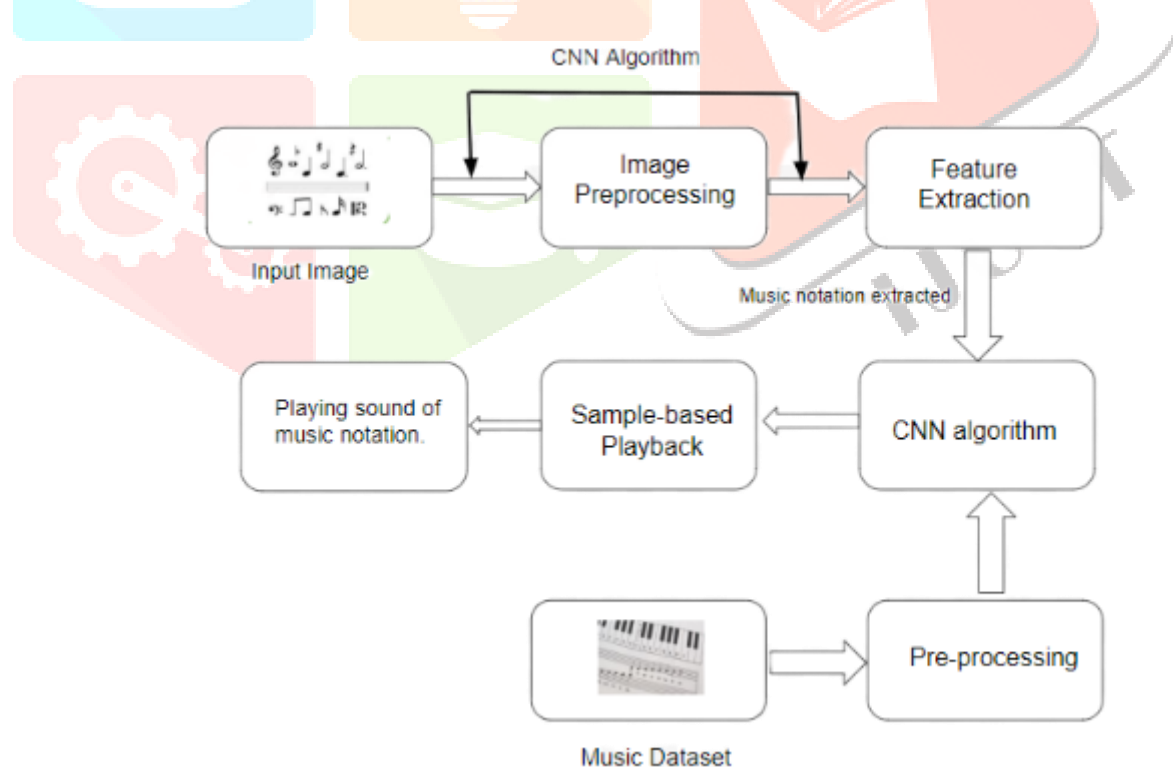 CNN Algorithm
Image
Preprocessing
Feature
Extraction
Input Image
Music notation extracted
Playing sound of
music notation.
Sample-based
Playback
CNN algorithm
Pre-processing
Music Dataset